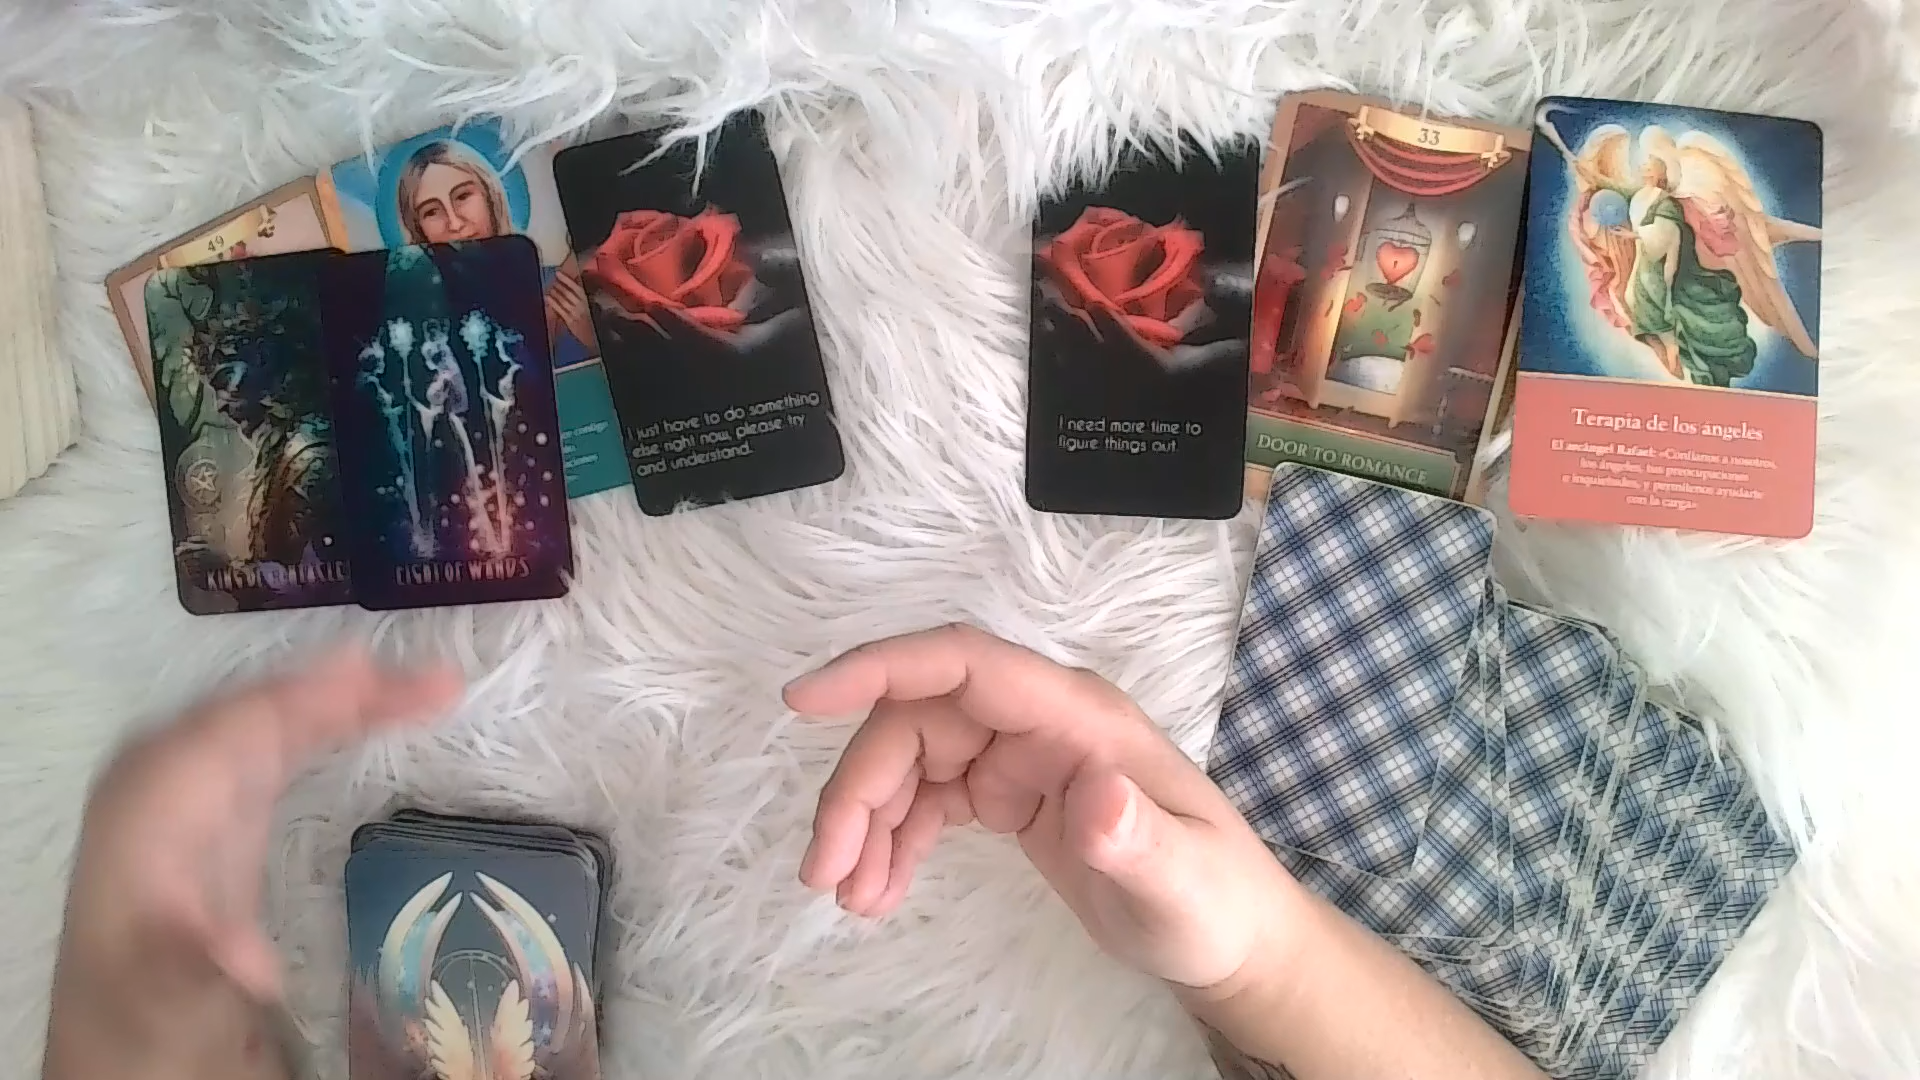 49
KING OF PENTACLE
EIGHT OF WANDS
I just have to do something
else right now, please try
and understand.
I need more time to
figure things out.
33
DOOR TO ROMANCE
Terapia de los ángeles
El arcángel Rafael: «Confíanos a nosotros,
los ángeles, tus preocupaciones
e inquietudes, y permítenos ayudarte
con la carga»